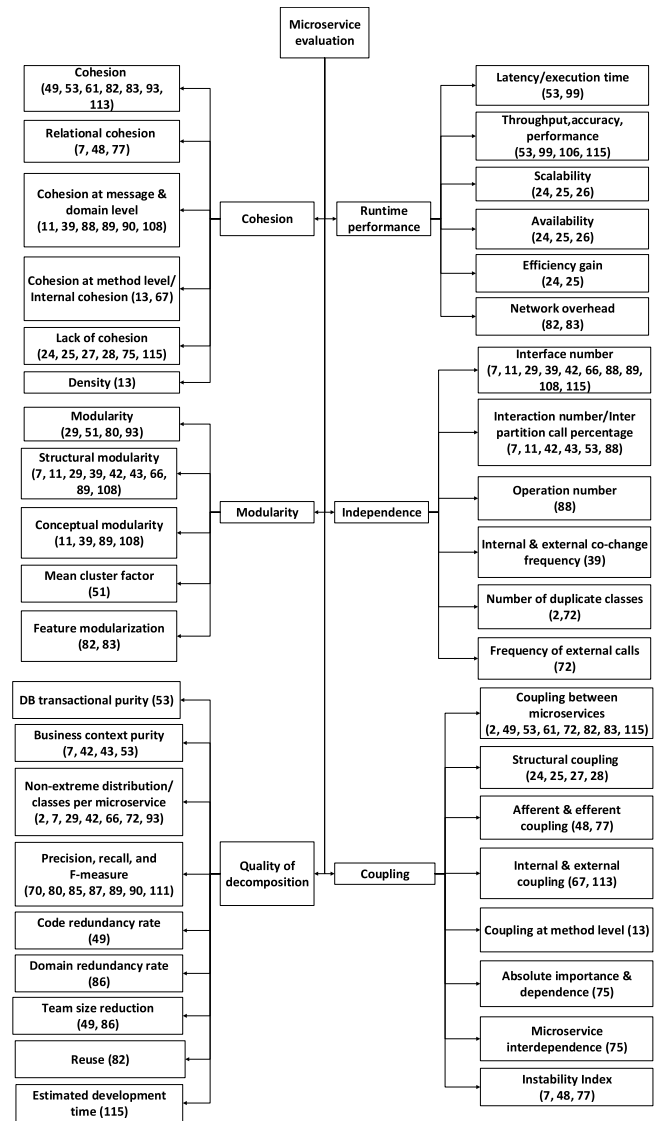 Microservice
evaluation
Cohesion
(49, 53, 61, 82, 83, 93,
113)
Relational cohesion
(7, 48, 77)
Cohesion at message &
domain level
(11, 39, 88, 89, 90, 108)
Cohesion at method level/
Internal cohesion (13, 67)
Lack of cohesion
(24, 25, 27, 28, 75, 115)
Density (13)
Cohesion
Runtime
performance
Latency/execution time
(53, 99)
Throughput,accuracy,
performance
(53, 99, 106, 115)
Scalability
(24, 25, 26)
Availability
(24, 25, 26)
Efficiency gain
(24, 25)
Network overhead
(82, 83)
Modularity
(29, 51, 80, 93)
Structural modularity
(7, 11, 29, 39, 42, 43, 66,
89, 108)
Conceptual modularity
(11, 39, 89, 108)
Mean cluster factor
(51)
Feature modularization
(82, 83)
Modularity
Independence
Interface number
(7, 11, 29, 39, 42, 66, 88, 89,
108, 115)
Interaction number/Inter
partition call percentage
(7, 11, 42, 43, 53, 88)
Operation number
(88)
Internal & external co-change
frequency (39)
Number of duplicate classes
(2,72)
Frequency of external calls
(72)
DB transactional purity (53)
Business context purity
(7, 42, 43, 53)
Non-extreme distribution/
classes per microservice
(2, 7, 29, 42, 66, 72, 93)
Precision, recall, and
F-measure
(70, 80, 85, 87, 89, 90, 111)
Code redundancy rate
(49)
Domain redundancy rate
(86)
Team size reduction
(49, 86)
Reuse (82)
Estimated development
time (115)
Quality of
decomposition
Coupling
Coupling between
microservices
(2, 49, 53, 61, 72, 82, 83, 115)
Structural coupling
(24, 25, 27, 28)
Afferent & efferent
coupling (48, 77)
Internal & external
coupling (67, 113)
Coupling at method level (13)
Absolute importance &
dependence (75)
Microservice
interdependence (75)
Instability Index
(7, 48, 77)